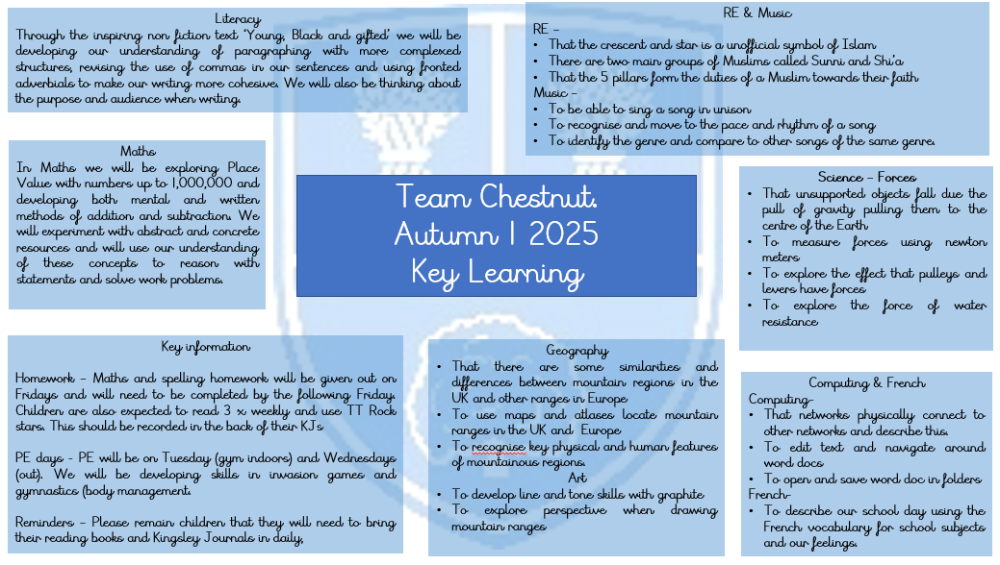 Literacy
Through the inspiring non fiction text 'Young, Black and gifted' we will be
developing our understanding of paragraphing with more complexed
structures, revising the use of commas in our sentences and using fronted
adverbials to make our writing more cohesive. We will also be thinking about
the purpose and audience when writing.
RE & Music
RE –
• That the crescent and star is a unofficial symbol of Islam
• There are two main groups of Muslims called Sunni and Shi'a
• That the 5 pillars form the duties of a Muslim towards their faith
Music –
• To be able to sing a song in unison
• To recognise and move to the pace and rhythm of a song
• To identify the genre and compare to other songs of the same genre.
Maths
In Maths we will be exploring Place
Value with numbers up to 1,000,000 and
developing both mental and written
methods of addition and subtraction. We
will experiment with abstract and concrete
resources and will use our understanding
of these concepts to reason with
statements and solve work problems.
Team Chestnut.
Autumn 1 2025
Key Learning
Science – Forces
• That unsupported objects fall due the
pull of gravity pulling them to the
centre of the Earth
• To measure forces using newton
meters
• To explore the effect that pulleys and
levers have forces
• To explore the force of water
resistance
Key information
Homework – Maths and spelling homework will be given out on
Fridays and will need to be completed by the following Friday.
Children are also expected to read 3 x weekly and use TT Rock
stars. This should be recorded in the back of their KJs
PE days - PE will be on Tuesday (gym indoors) and Wednesdays
(out). We will be developing skills in invasion games and
gymnastics (body management.
Reminders – Please remain children that they will need to bring
their reading books and Kingsley Journals in daily,
Geography
• That there are some similarities and
differences between mountain regions in the
UK and other ranges in Europe
• To use maps and atlases locate mountain
ranges in the UK and Europe
• To recognise key physical and human features
of mountainous regions.
Art
• To develop line and tone skills with graphite
• To explore perspective when drawing
mountain ranges
Computing & French
Computing-
• That networks physically connect to
other networks and describe this.
• To edit text and navigate around
word docs
• To open and save word doc in folders
French-
• To describe our school day using the
French vocabulary for school subjects
and our feelings.